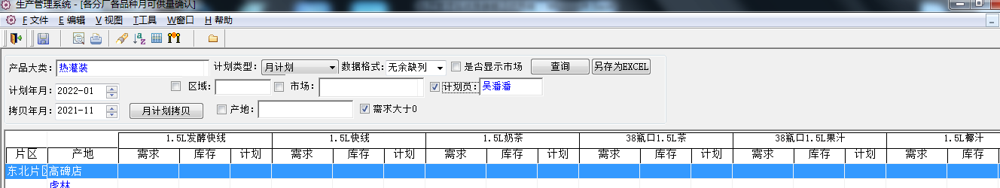 生产管理系统 - [各分厂各品种月可供量确认]
F 文件 E 编辑 V 视图 T工具 W窗口 H 帮助
产品大类: 热灌装 计划类型: 月计划 数据格式: 无余缺列 是否显示市场 查询 另存为EXCEL
计划年月: 2022-01 区域: 市场: 计划员: 吴潘潘
拷贝年月: 2021-11 月计划拷贝 产地: 需求大于0
1.5L发酵快线 1.5L快线 1.5L奶茶 38瓶口1.5L茶 38瓶口1.5L果汁 1.5L椰汁
片区 产地 需求 库存 计划 需求 库存 计划 需求 库存 计划 需求 库存 计划 需求 库存 计划 需求 库存
东北片区 高碑店
虎林